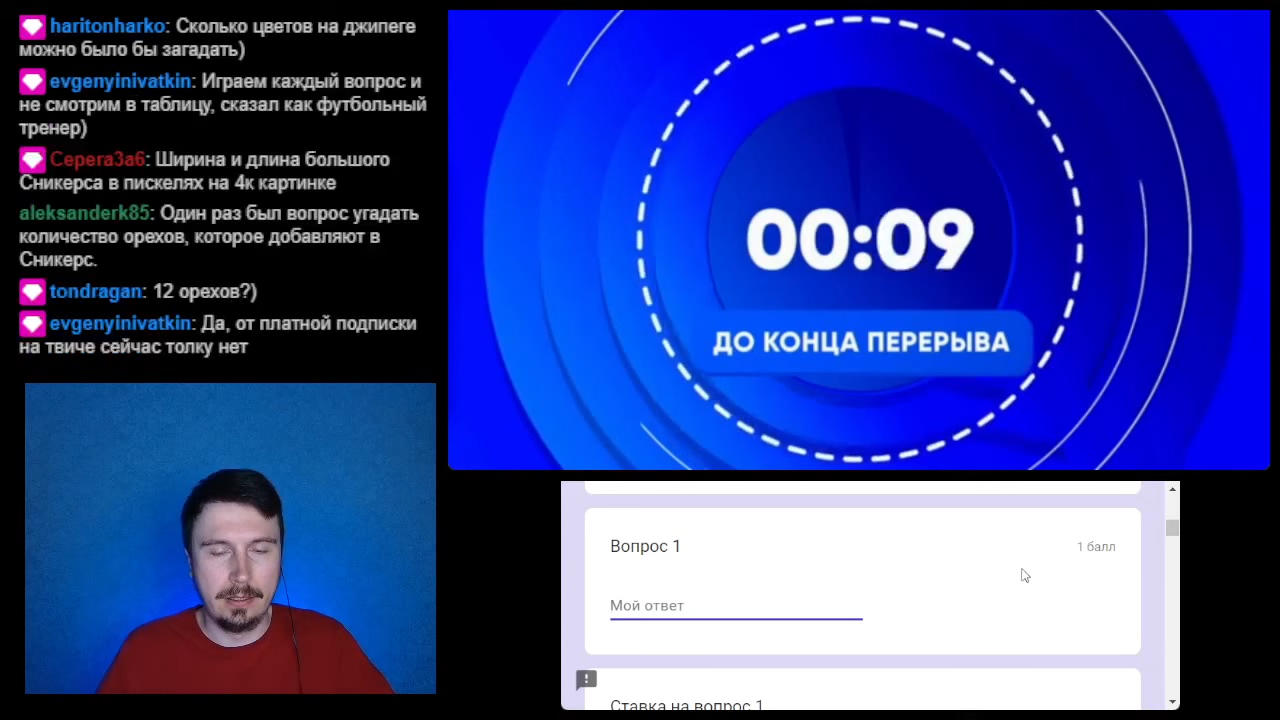 haritonharko: Сколько цветов на джипеге
можно было бы загадать)
evgenyinivatkin: Играем каждый вопрос и
не смотрим в таблицу, сказал как футбольный
тренер)
Сереrа3а6: Ширина и длина большого
Сникерса в пискелях на 4к картинке
aleksanderk85: Один раз был вопрос угадать
количество орехов, которое добавляют в
Сникерс.
tondragan: 12 орехов?)
evgenyinivatkin: Да, от платной подписки
на твиче сейчас толку нет
00:09
ДО КОНЦА ПЕРЕРЫВА
Вопрос 1
1 балл
Мой ответ
Ставка на вопрос 1